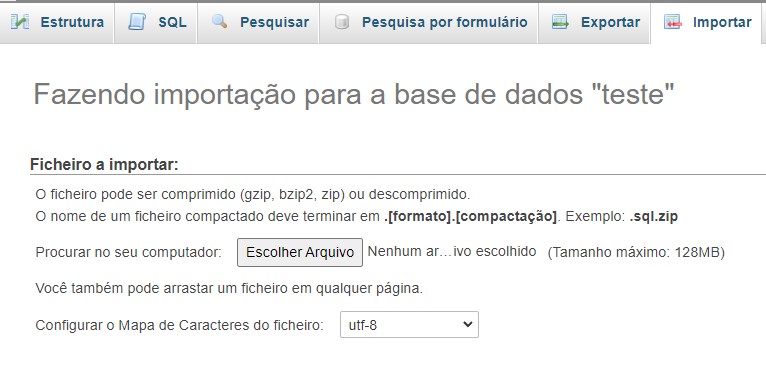 Estrutura SQL Pesquisar Pesquisa por formulário Exportar Importar
Fazendo importação para a base de dados "teste"
Ficheiro a importar:
O ficheiro pode ser comprimido (gzip, bzip2, zip) ou descomprimido.
O nome de um ficheiro compactado deve terminar em .[formato].[compactação]. Exemplo: .sql.zip
Procurar no seu computador: Escolher Arquivo Nenhum ar…ivo escolhido (Tamanho máximo: 128MB)
Você também pode arrastar um ficheiro em qualquer página.
Configurar o Mapa de Caracteres do ficheiro: utf-8